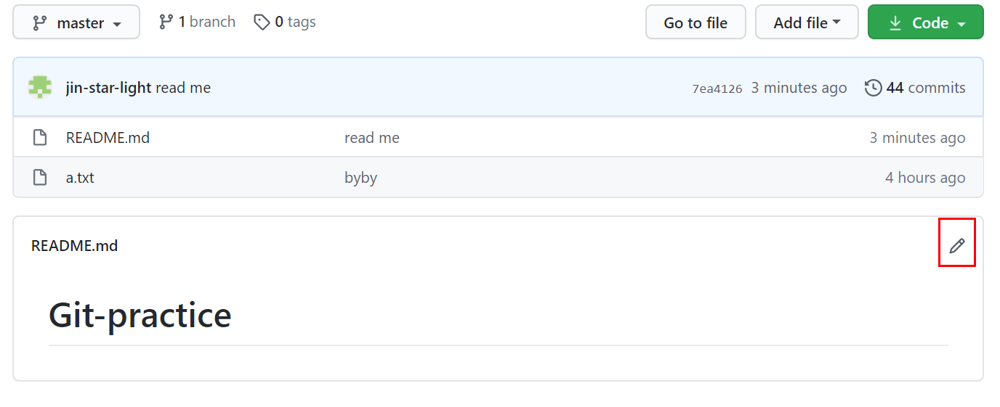 master 1 branch 0 tags Go to file Add file Code
jin-star-light read me 7ea4126 3 minutes ago 44 commits
README.md read me 3 minutes ago
a.txt byby 4 hours ago
README.md
Git-practice